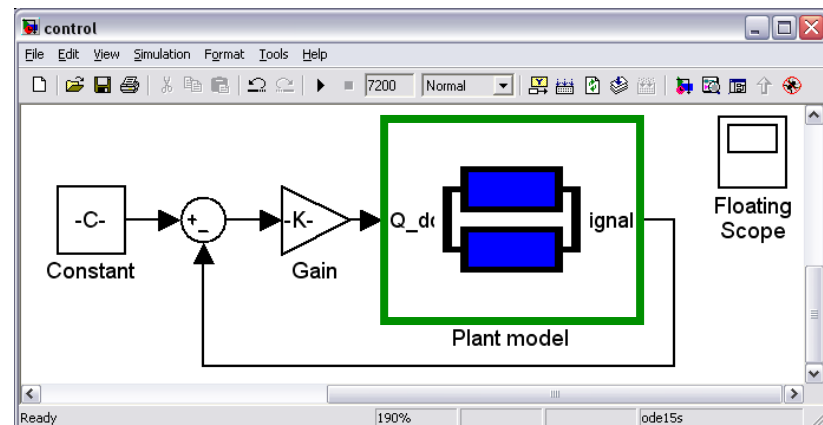 control
File Edit View Simulation Format Tools Help
7200 Normal
-C-
Constant
+
-
-K-
Gain
Q_do
ignal
Plant model
Floating
Scope
Ready 190% ode15s